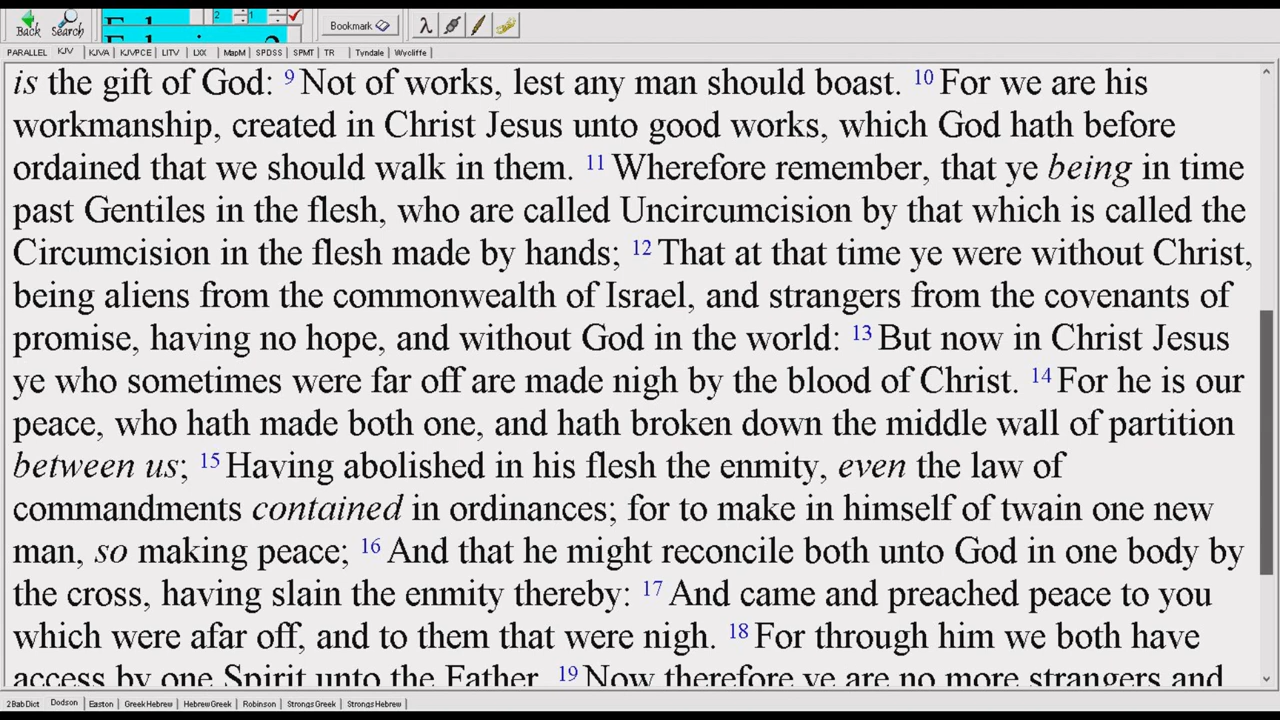 Back Search 2 1 Bookmark λ
PARALLEL KJV KJVA KJVPCE LITV LXX MapM SPDSS SPMT TR Tyndale Wycliffe
is the gift of God: 9 Not of works, lest any man should boast. 10 For we are his
workmanship, created in Christ Jesus unto good works, which God hath before
ordained that we should walk in them. 11 Wherefore remember, that ye being in time
past Gentiles in the flesh, who are called Uncircumcision by that which is called the
Circumcision in the flesh made by hands; 12 That at that time ye were without Christ,
being aliens from the commonwealth of Israel, and strangers from the covenants of
promise, having no hope, and without God in the world: 13 But now in Christ Jesus
ye who sometimes were far off are made nigh by the blood of Christ. 14 For he is our
peace, who hath made both one, and hath broken down the middle wall of partition
between us; 15 Having abolished in his flesh the enmity, even the law of
commandments contained in ordinances; for to make in himself of twain one new
man, so making peace; 16 And that he might reconcile both unto God in one body by
the cross, having slain the enmity thereby: 17 And came and preached peace to you
which were afar off, and to them that were nigh. 18 For through him we both have
access by one Spirit unto the Father. 19 Now therefore ye are no more strangers and
2BabDict Dodson Easton GreekHebrew HebrewGreek Robinson StrongsGreek StrongsHebrew